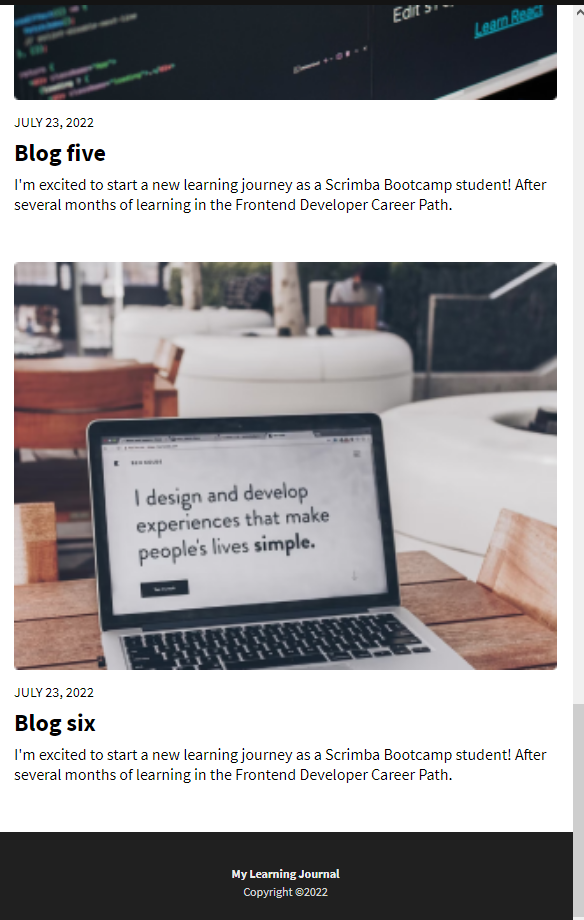 Edit s
Learn React
return (
JULY 23, 2022
Blog five
I'm excited to start a new learning journey as a Scrimba Bootcamp student! After
several months of learning in the Frontend Developer Career Path.
I design and develop
experiences that make
people's lives simple.
JULY 23, 2022
Blog six
I'm excited to start a new learning journey as a Scrimba Bootcamp student! After
several months of learning in the Frontend Developer Career Path.
My Learning Journal
Copyright ©2022